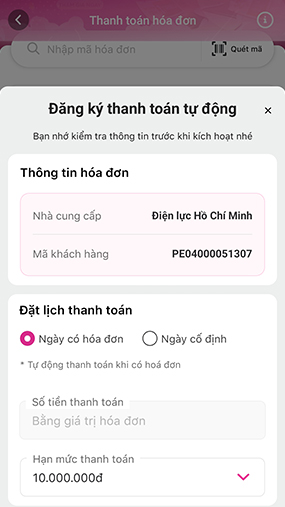 Thanh toán hóa đơn
Nhập mã hóa đơn
Quét mã
Đăng ký thanh toán tự động
Bạn nhớ kiểm tra thông tin trước khi kích hoạt nhé
Thông tin hóa đơn
Nhà cung cấp Điện lực Hồ Chí Minh
Mã khách hàng PE04000051307
Đặt lịch thanh toán
Ngày có hóa đơn Ngày cố định
* Tự động thanh toán khi có hoá đơn
Số tiền thanh toán
Bằng giá trị hóa đơn
Hạn mức thanh toán
10.000.000đ